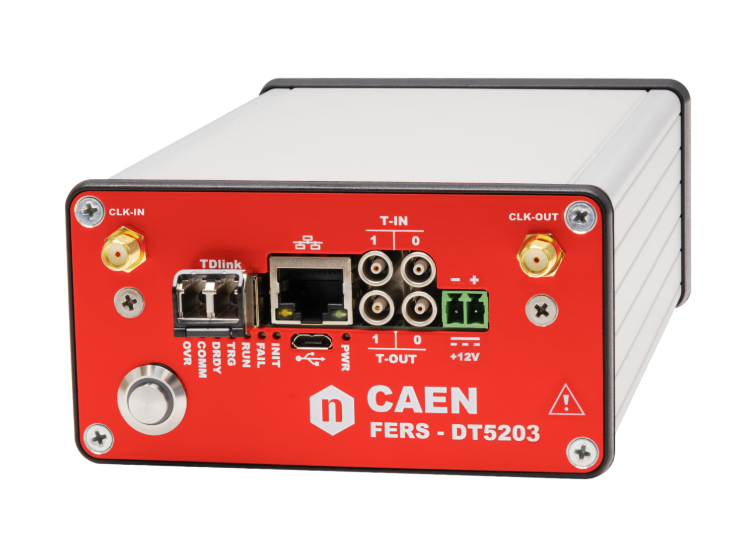 CLK-IN
T-IN
CLK-OUT
1 0
TDlink
- +
OVR
COMM
DRDY
TRG
RUN
FAIL
INIT
PWR
1 0
T-OUT
+12V
n CAEN
FERS - DT5203